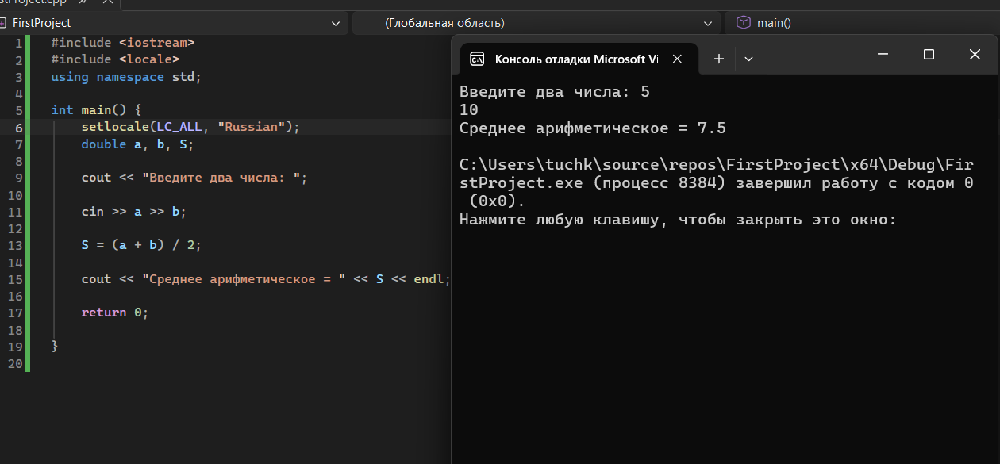 FirstProject
(Глобальная область)
main()
1 #include <iostream>
2 #include <locale>
3 using namespace std;
4
5 int main() {
6 setlocale(LC_ALL, "Russian");
7 double a, b, S;
8
9 cout << "Введите два числа: ";
10
11 cin >> a >> b;
12
13 S = (a + b) / 2;
14
15 cout << "Среднее арифметическое = " << S << endl;
16
17 return 0;
18
19 }
20
Консоль отладки Microsoft Vi
Введите два числа: 5
10
Среднее арифметическое = 7.5
C:\Users\tuchk\source\repos\FirstProject\x64\Debug\Fir
stProject.exe (процесс 8384) завершил работу с кодом 0
(0x0).
Нажмите любую клавишу, чтобы закрыть это окно: